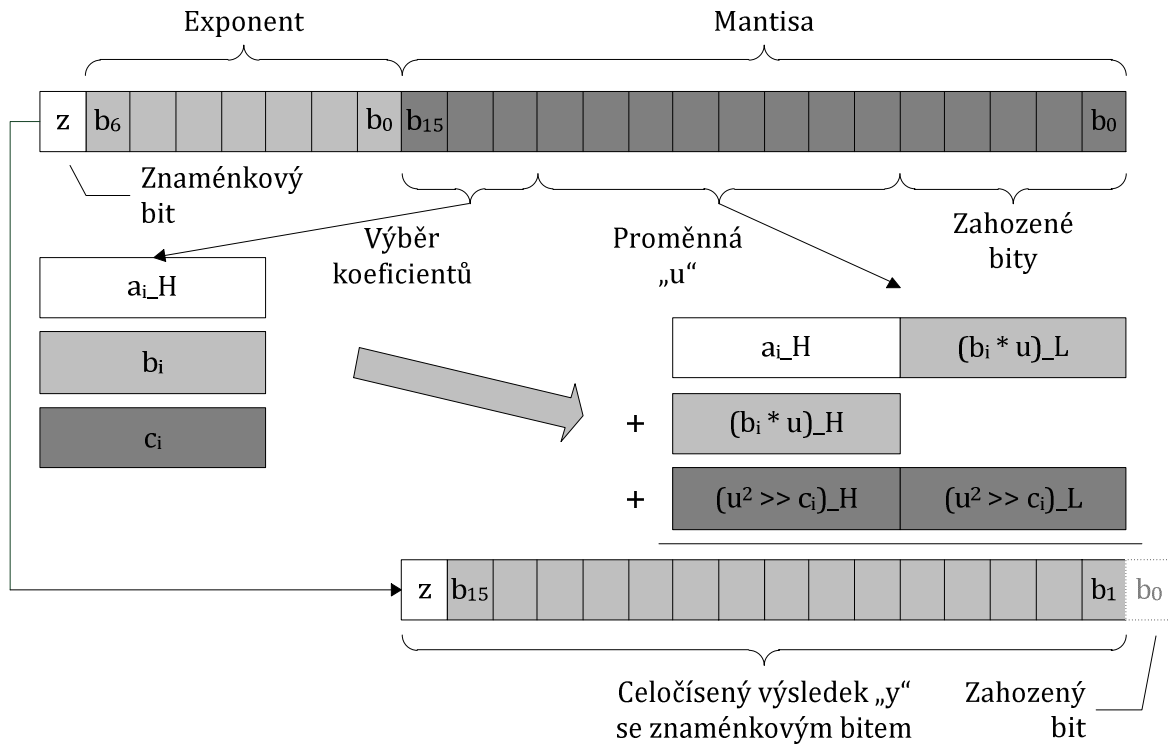 Exponent Mantisa
z b₆ b₀ b₁₅ b₀
Znaménkový
bit
Výběr
koeficientů
Proměnná
„u“
Zahozené
bity
aᵢ_H
bᵢ
cᵢ
aᵢ_H (bᵢ * u)_L
+ (bᵢ * u)_H
+ (u² >> cᵢ)_H (u² >> cᵢ)_L
z b₁₅ b₁ b₀
Celočísený výsledek „y“
se znaménkovým bitem
Zahozený
bit